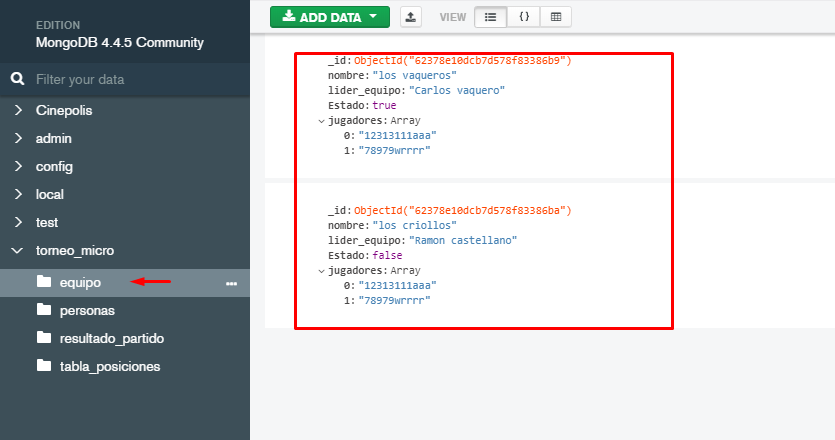 EDITION
MongoDB 4.4.5 Community
Filter your data
Cinepolis
admin
config
local
test
torneo_micro
equipo
personas
resultado_partido
tabla_posiciones
ADD DATA
VIEW
{}
_id:ObjectId("62378e10dcb7d578f83386b9")
nombre:"los vaqueros"
lider_equipo:"Carlos vaquero"
Estado:true
jugadores:Array
0:"12313111aaa"
1:"78979wrrrr"
_id:ObjectId("62378e10dcb7d578f83386ba")
nombre:"los criollos"
lider_equipo:"Ramon castellano"
Estado:false
jugadores:Array
0:"12313111aaa"
1:"78979wrrrr"